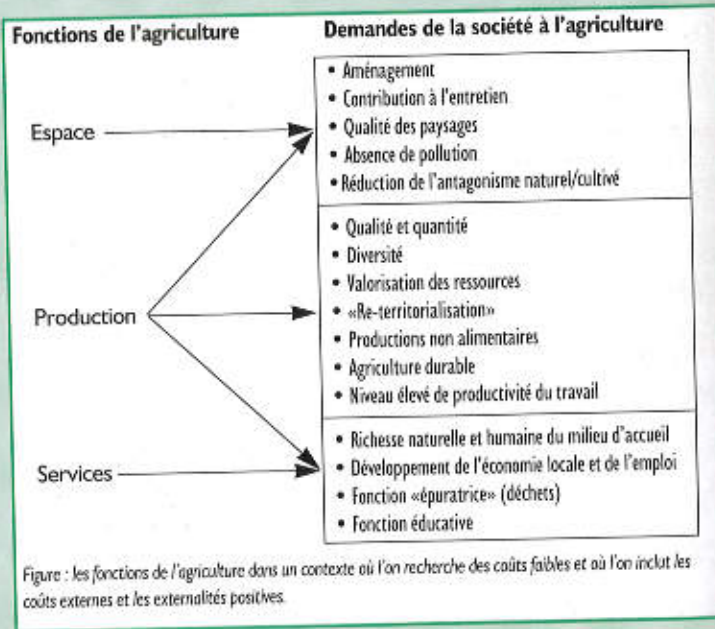 Fonctions de l'agriculture
Demandes de la société à l'agriculture
Espace
• Aménagement
• Contribution à l'entretien
• Qualité des paysages
• Absence de pollution
• Réduction de l'antagonisme naturel/cultivé
Production
• Qualité et quantité
• Diversité
• Valorisation des ressources
• «Re-territorialisation»
• Productions non alimentaires
• Agriculture durable
• Niveau élevé de productivité du travail
Services
• Richesse naturelle et humaine du milieu d'accueil
• Développement de l'économie locale et de l'emploi
• Fonction «épuratrice» (déchets)
• Fonction éducative
Figure : les fonctions de l'agriculture dans un contexte où l'on recherche des coûts faibles et où l'on inclut les
coûts externes et les externalités positives.